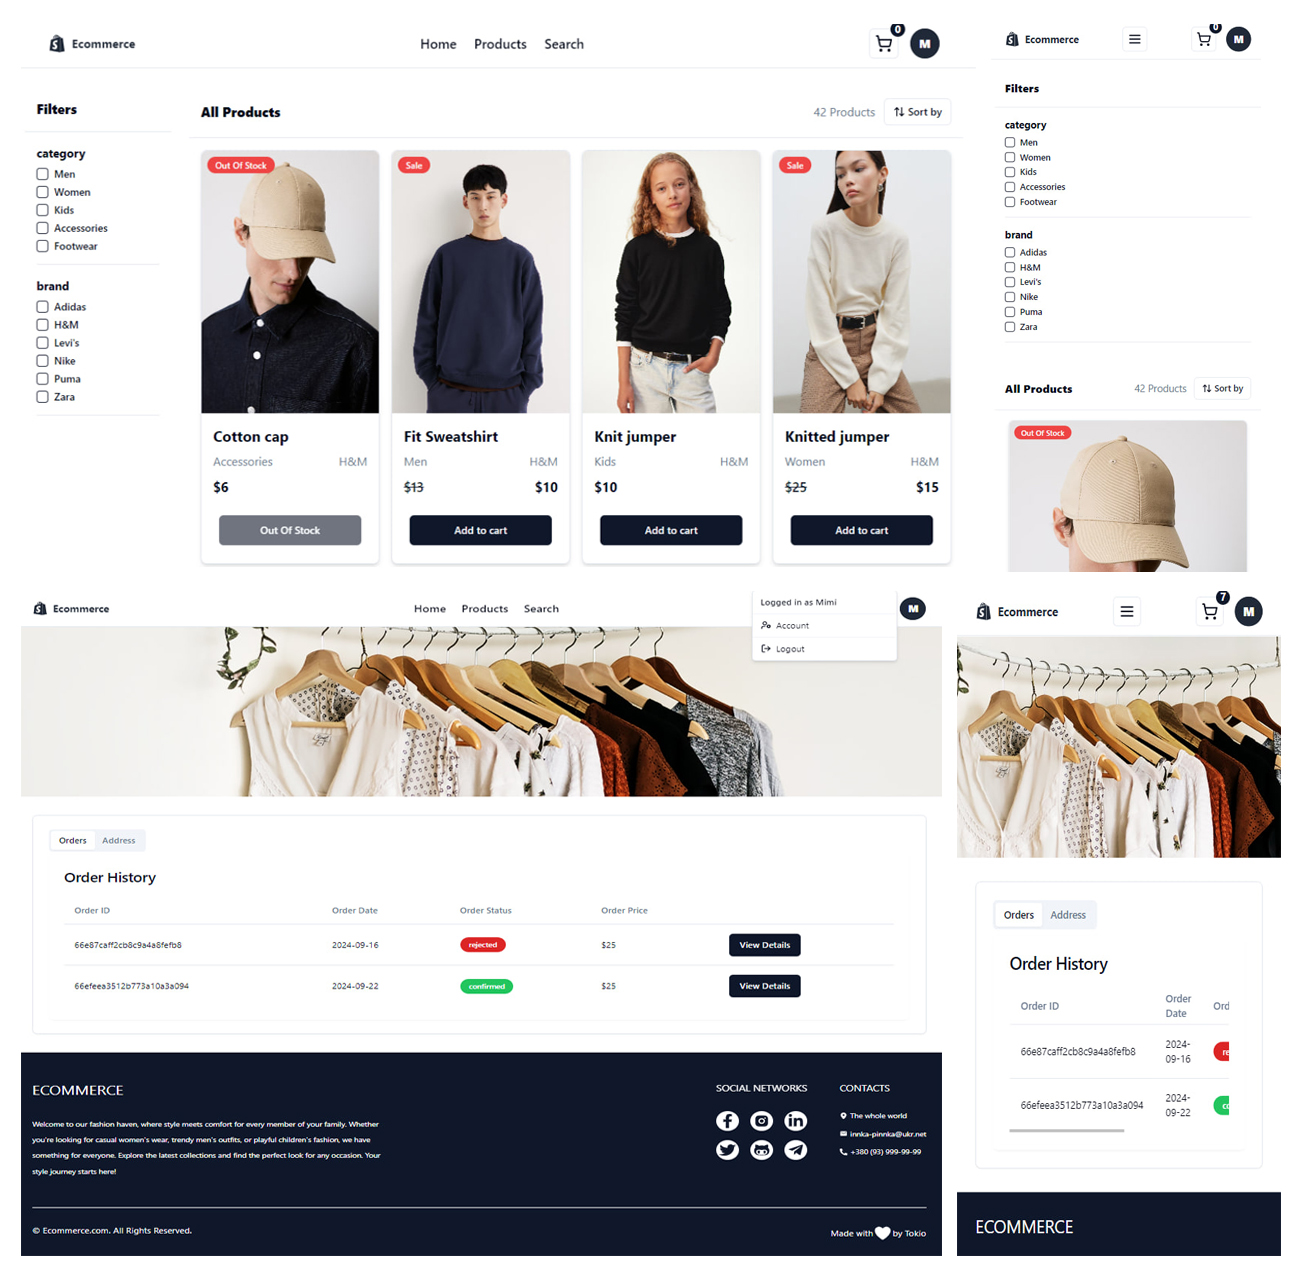 Ecommerce
Home Products Search
0
M
Filters
category
Men
Women
Kids
Accessories
Footwear
brand
Adidas
H&M
Levi's
Nike
Puma
Zara
All Products
42 Products
Sort by
Out Of Stock
Cotton cap
Accessories H&M
$6
Out Of Stock
Sale
Fit Sweatshirt
Men H&M
$13 $10
Add to cart
Knit jumper
Kids H&M
$10
Add to cart
Sale
Knitted jumper
Women H&M
$25 $15
Add to cart
Ecommerce
0
M
Filters
category
Men
Women
Kids
Accessories
Footwear
brand
Adidas
H&M
Levi's
Nike
Puma
Zara
All Products
42 Products
Sort by
Out Of Stock
Ecommerce
Home Products Search
Logged in as Mimi
Account
Logout
M
Orders Address
Order History
Order ID Order Date Order Status Order Price
66e87caff2cb8c9a4a8fefb8 2024-09-16 rejected $25 View Details
66efeea3512b773a10a3a094 2024-09-22 confirmed $25 View Details
ECOMMERCE
Welcome to our fashion haven, where style meets comfort for every member of your family. Whether
you're looking for casual women's wear, trendy men's outfits, or playful children's fashion, we have
something for everyone. Explore the latest collections and find the perfect look for any occasion. Your
style journey starts here!
SOCIAL NETWORKS
CONTACTS
The whole world
innka-pinnka@ukr.net
+380 (93) 999-99-99
© Ecommerce.com. All Rights Reserved.
Made with by Tokio
Ecommerce
7
M
Orders Address
Order History
Order ID Order Date Ord
66e87caff2cb8c9a4a8fefb8 2024-09-16 re
66efeea3512b773a10a3a094 2024-09-22 co
ECOMMERCE